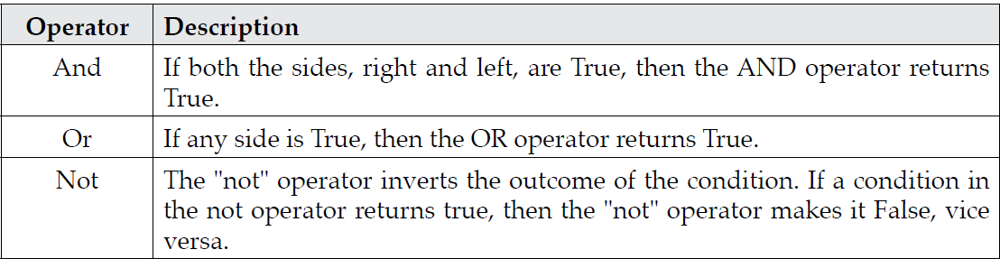 Operator Description
And If both the sides, right and left, are True, then the AND operator returns
True.
Or If any side is True, then the OR operator returns True.
Not The "not" operator inverts the outcome of the condition. If a condition in
the not operator returns true, then the "not" operator makes it False, vice
versa.